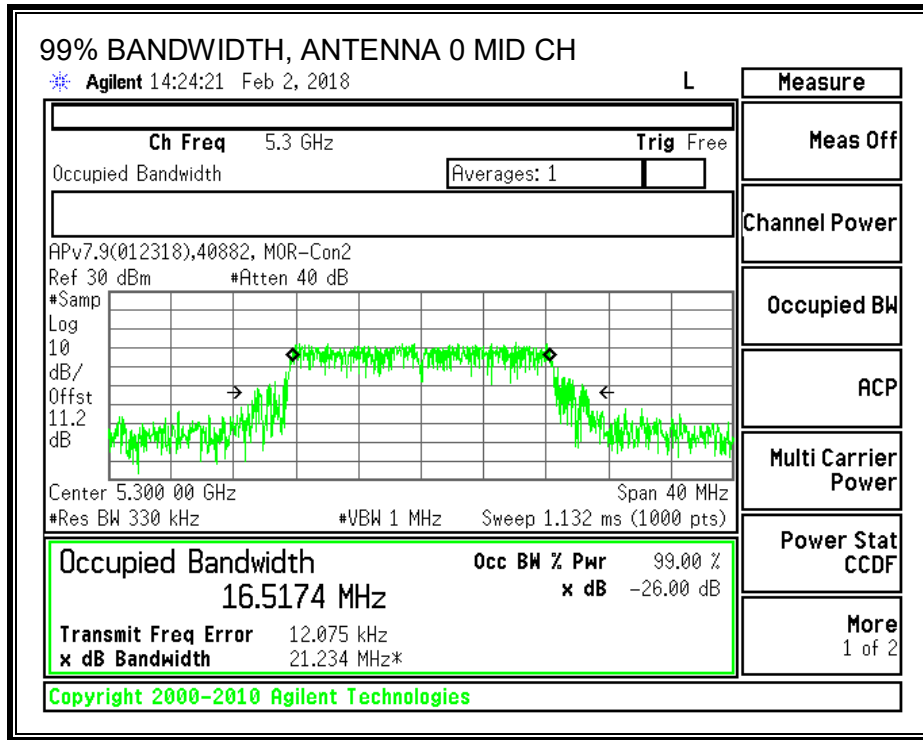 99% BANDWIDTH, ANTENNA 0 MID CH
Agilent 14:24:21 Feb 2, 2018 L
Measure
Ch Freq 5.3 GHz Trig Free
Meas Off
Occupied Bandwidth Averages: 1
Channel Power
APv7.9(012318),40882, MOR-Con2
Ref 30 dBm #Atten 40 dB
#Samp
Log
10
dB/
Offst
11.2
dB
Occupied BW
ACP
Center 5.300 00 GHz Span 40 MHz
#Res BW 330 kHz #VBW 1 MHz Sweep 1.132 ms (1000 pts)
Multi Carrier
Power
Occupied Bandwidth Occ BW % Pwr 99.00 %
16.5174 MHz x dB -26.00 dB
Transmit Freq Error 12.075 kHz
x dB Bandwidth 21.234 MHz*
Power Stat
CCDF
More
1 of 2
Copyright 2000-2010 Agilent Technologies